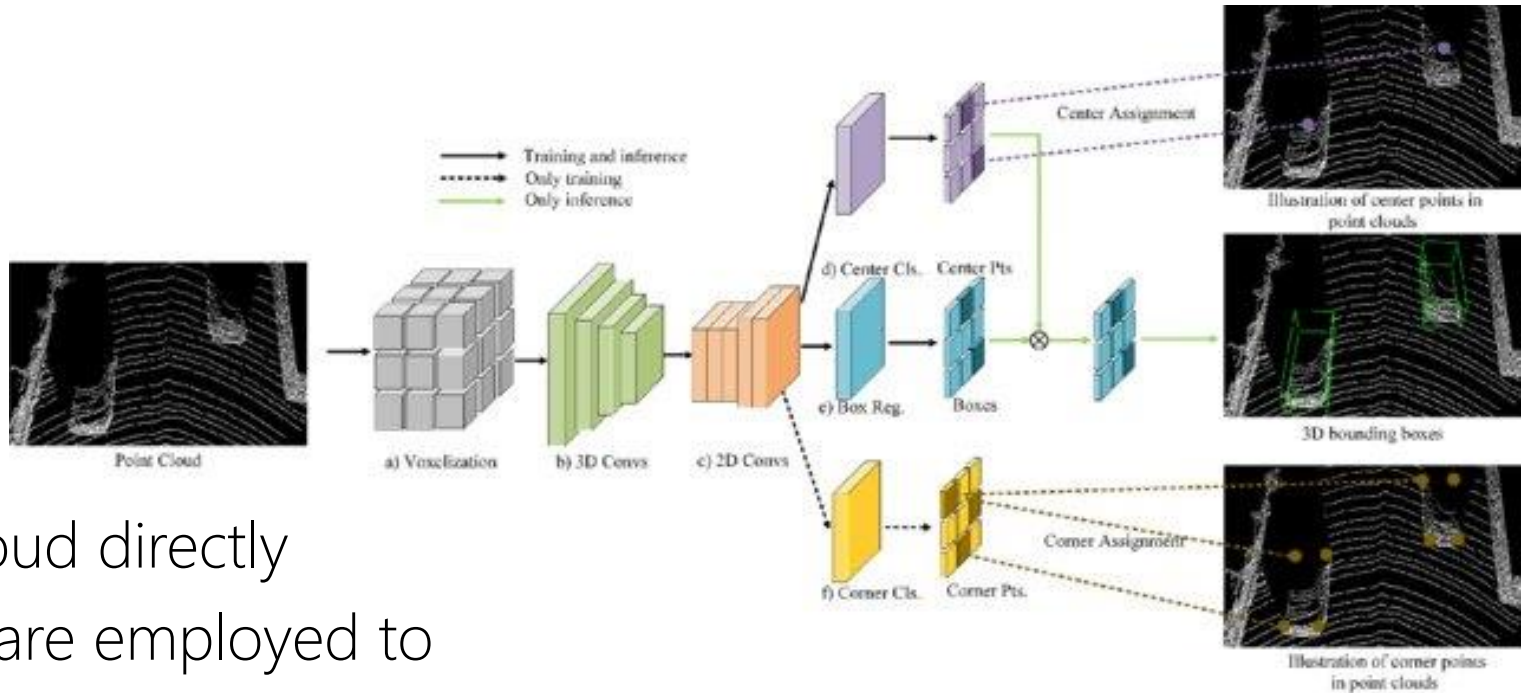 Training and inference
Only training
Only inference
Center Assignment
Illustration of center points in
point clouds
d) Center Cls.
Center Pts
Point Cloud
a) Voxelization
b) 3D Convs
c) 2D Convs
e) Box Reg.
Boxes
3D bounding boxes
f) Corner Cls.
Corner Pts.
Corner Assignment
Illustration of corner points
in point clouds
oud directly
are employed to